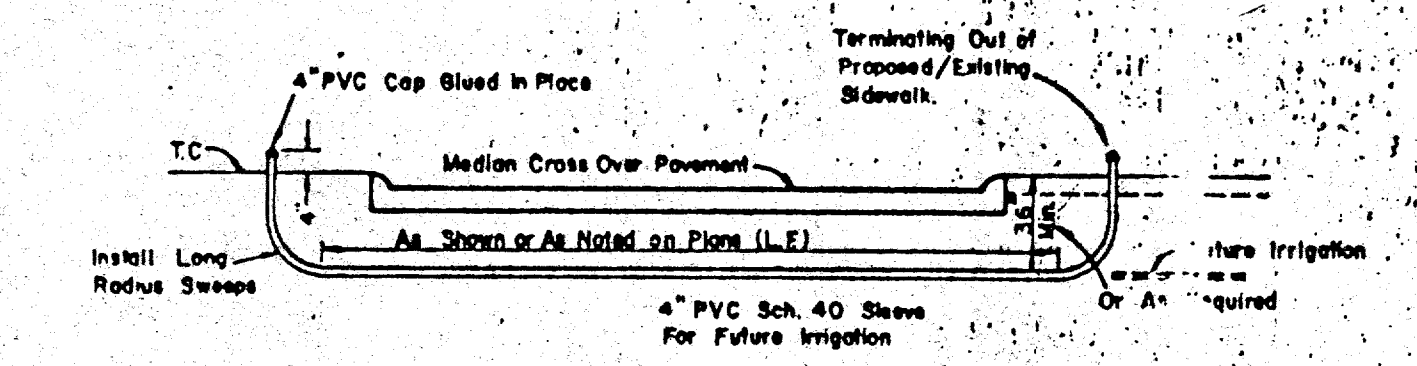 Terminating Out of
Proposed/Existing
Sidewalk.
4" PVC Cap Glued in Place
T.C
Median Cross Over Pavement
4"
36"
Min.
As Shown or As Noted on Plans (L.F.)
Install Long
Radius Sweeps
Irrigation
Or As
4" PVC Sch. 40 Sleeve
For Future Irrigation